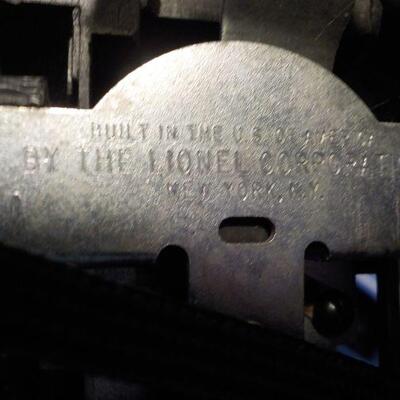 BUILT IN THE U.S. OF AMERICA
BY THE LIONEL CORPORATION
NEW YORK, N.Y.